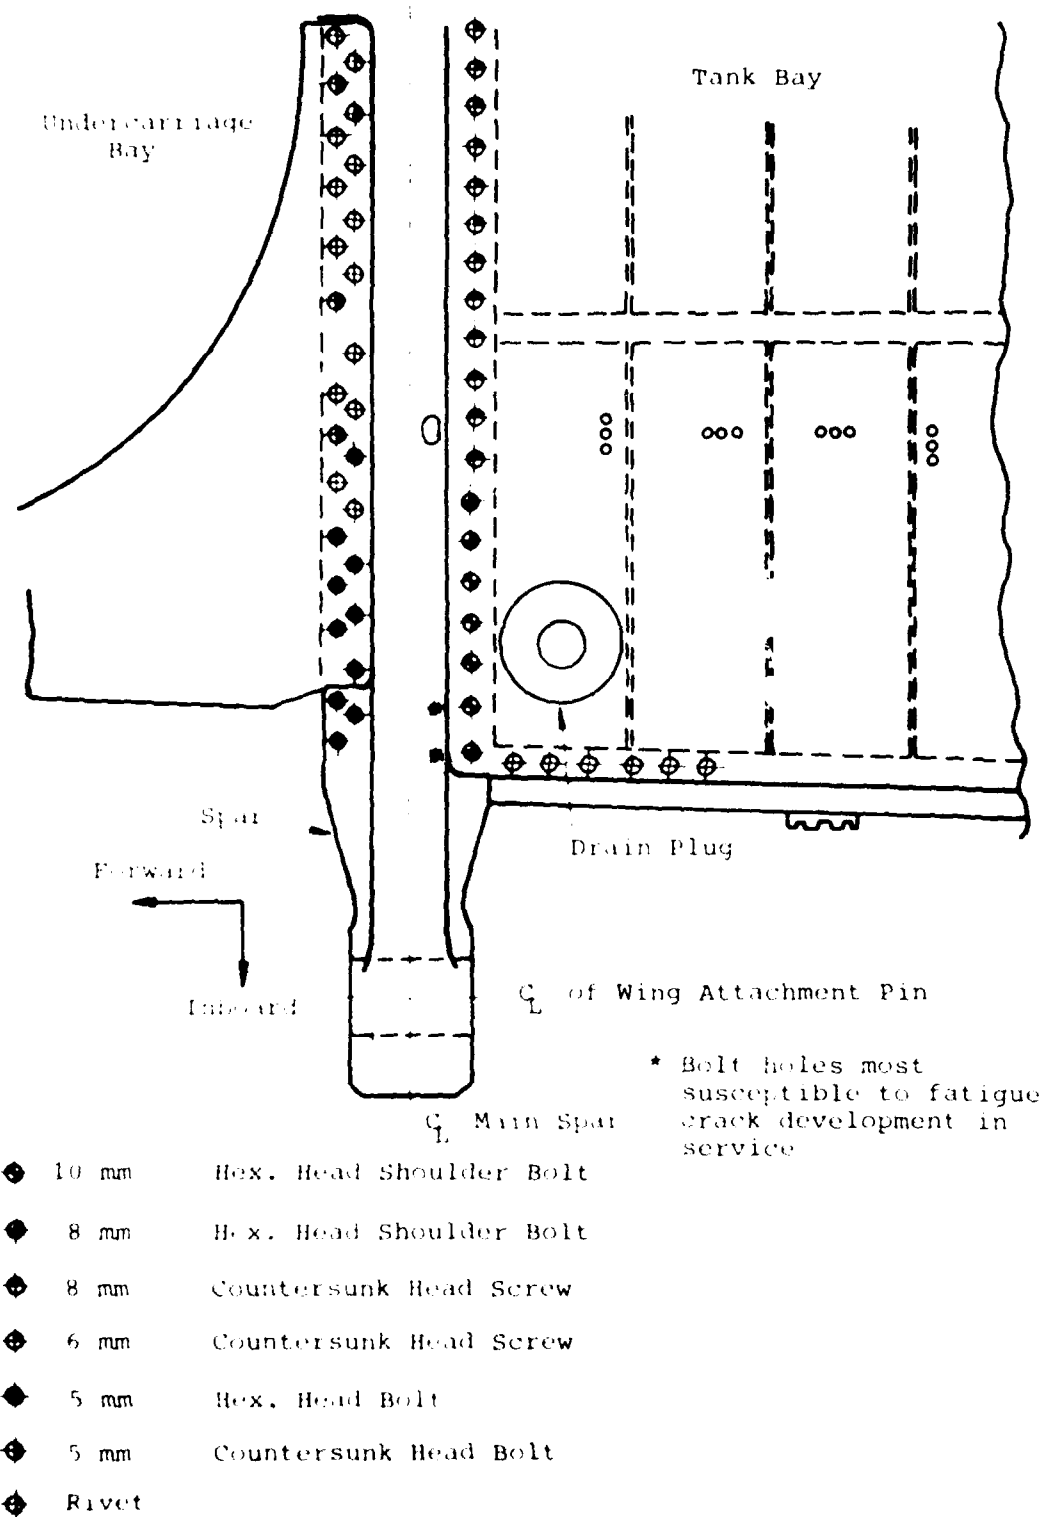 Tank Bay
Undercarriage
Bay
Spar
Drain Plug
Forward
Inboard
℄ of Wing Attachment Pin
* Bolt holes most
susceptible to fatigue
crack development in
service
℄ Main Spar
10 mm Hex. Head Shoulder Bolt
8 mm Hex. Head Shoulder Bolt
8 mm Countersunk Head Screw
6 mm Countersunk Head Screw
5 mm Hex. Head Bolt
5 mm Countersunk Head Bolt
Rivet